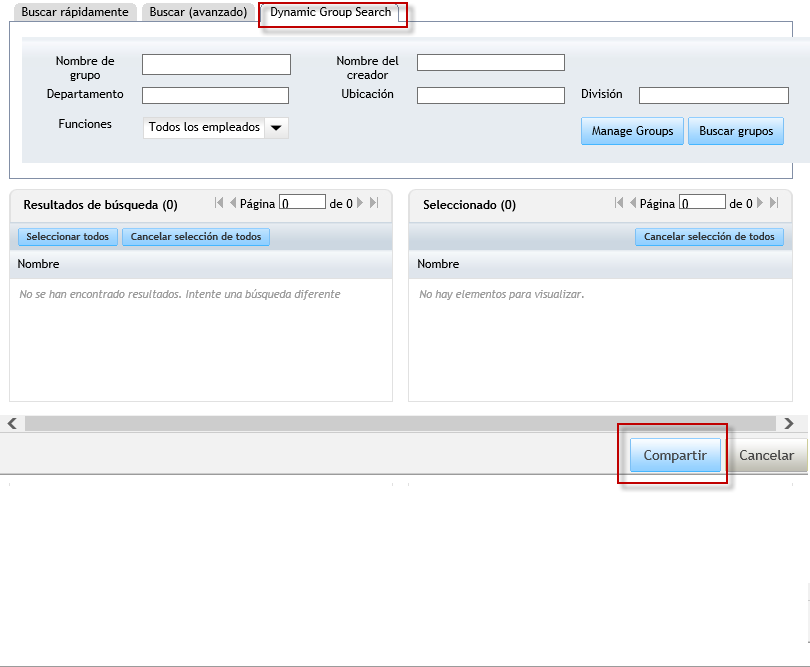 Buscar rápidamente Buscar (avanzado) Dynamic Group Search
Nombre de grupo Nombre del creador
Departamento Ubicación División
Funciones Todos los empleados Manage Groups Buscar grupos
Resultados de búsqueda (0) Página 0 de 0 Seleccionado (0) Página 0 de 0
Seleccionar todos Cancelar selección de todos Cancelar selección de todos
Nombre Nombre
No se han encontrado resultados. Intente una búsqueda diferente No hay elementos para visualizar.
Compartir Cancelar